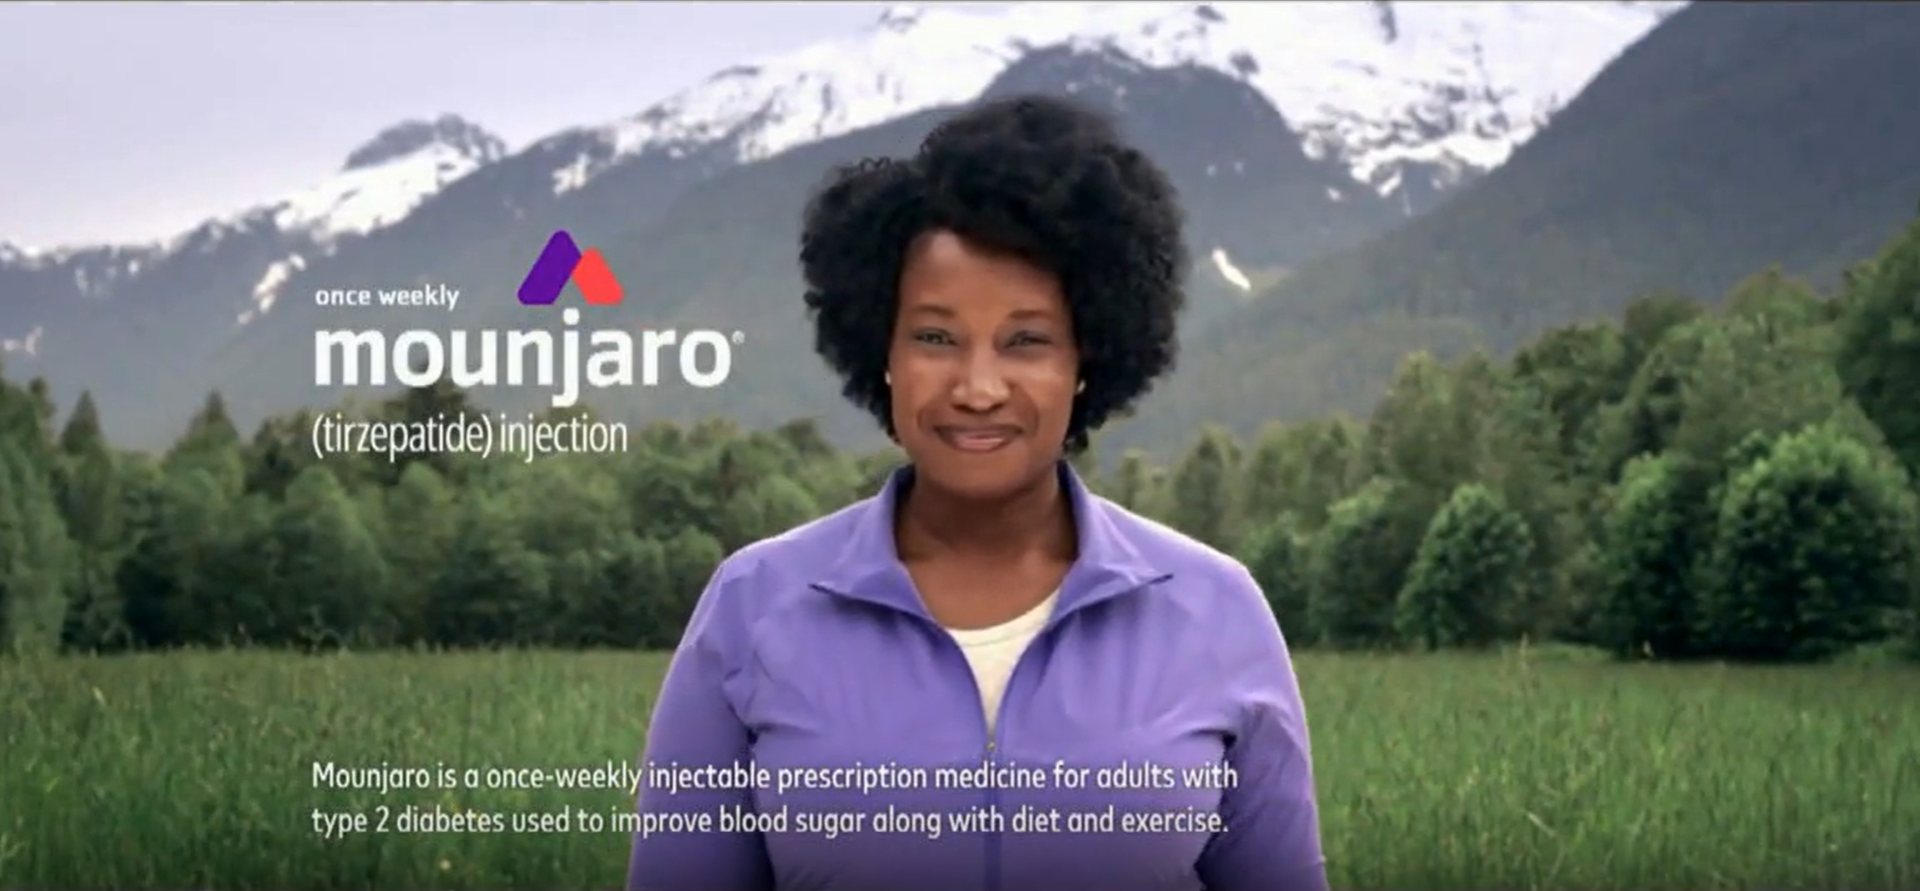 once weekly
mounjaro®
(tirzepatide) injection
Mounjaro is a once-weekly injectable prescription medicine for adults with
type 2 diabetes used to improve blood sugar along with diet and exercise.